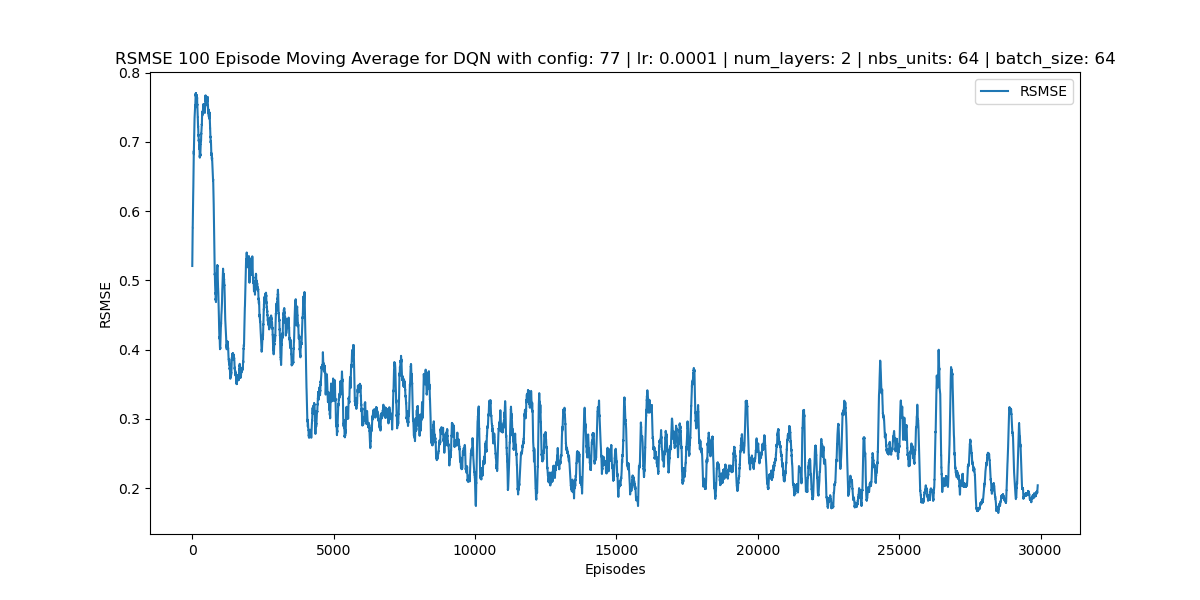 RSMSE 100 Episode Moving Average for DQN with config: 77 | lr: 0.0001 | num_layers: 2 | nbs_units: 64 | batch_size: 64
RSMSE
0.8
0.7
0.6
0.5
0.4
0.3
0.2
RSMSE
0 5000 10000 15000 20000 25000 30000
Episodes